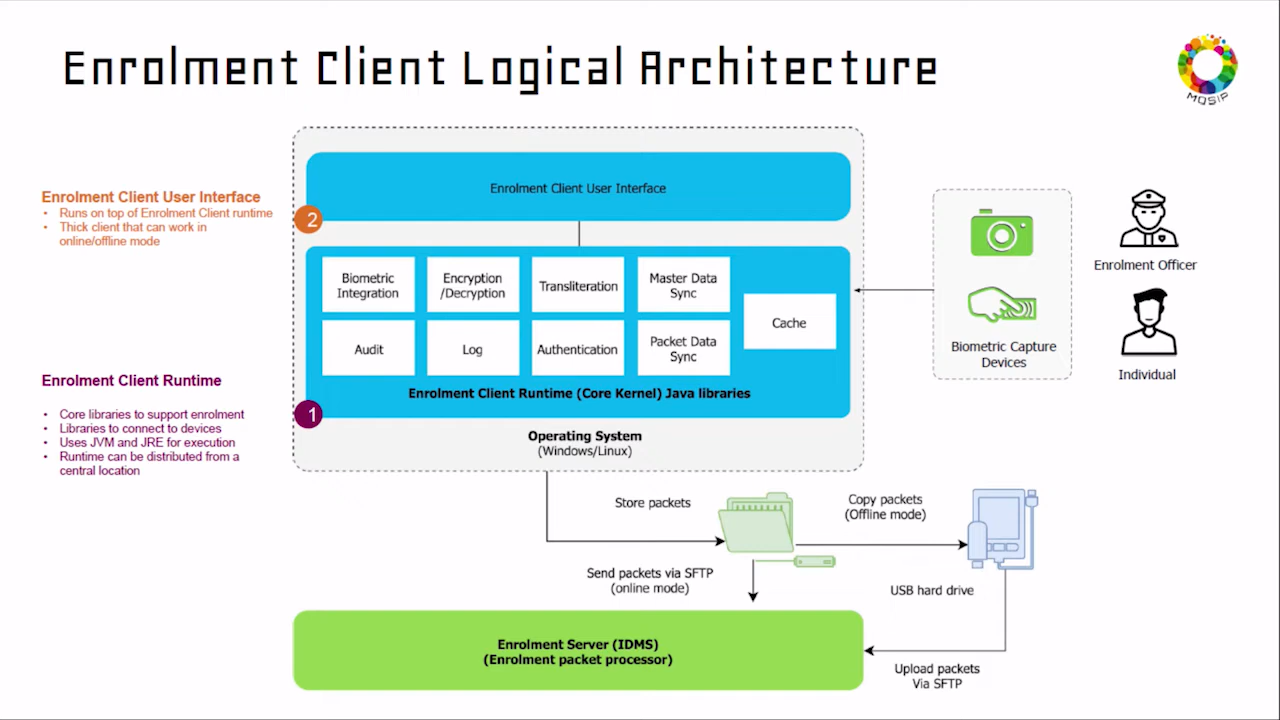 Enrolment Client Logical Architecture
MOSIP
Enrolment Client User Interface
• Runs on top of Enrolment Client runtime
• Thick client that can work in
online/offline mode
2
Enrolment Client User Interface
Biometric
Integration
Encryption
/Decryption
Transliteration
Master Data
Sync
Cache
Audit
Log
Authentication
Packet Data
Sync
Enrolment Client Runtime (Core Kernel) Java libraries
1
Operating System
(Windows/Linux)
Enrolment Client Runtime
• Core libraries to support enrolment
• Libraries to connect to devices
• Uses JVM and JRE for execution
• Runtime can be distributed from a
central location
Biometric Capture
Devices
Enrolment Officer
Individual
Store packets
Copy packets
(Offline mode)
Send packets via SFTP
(online mode)
USB hard drive
Enrolment Server (IDMS)
(Enrolment packet processor)
Upload packets
Via SFTP